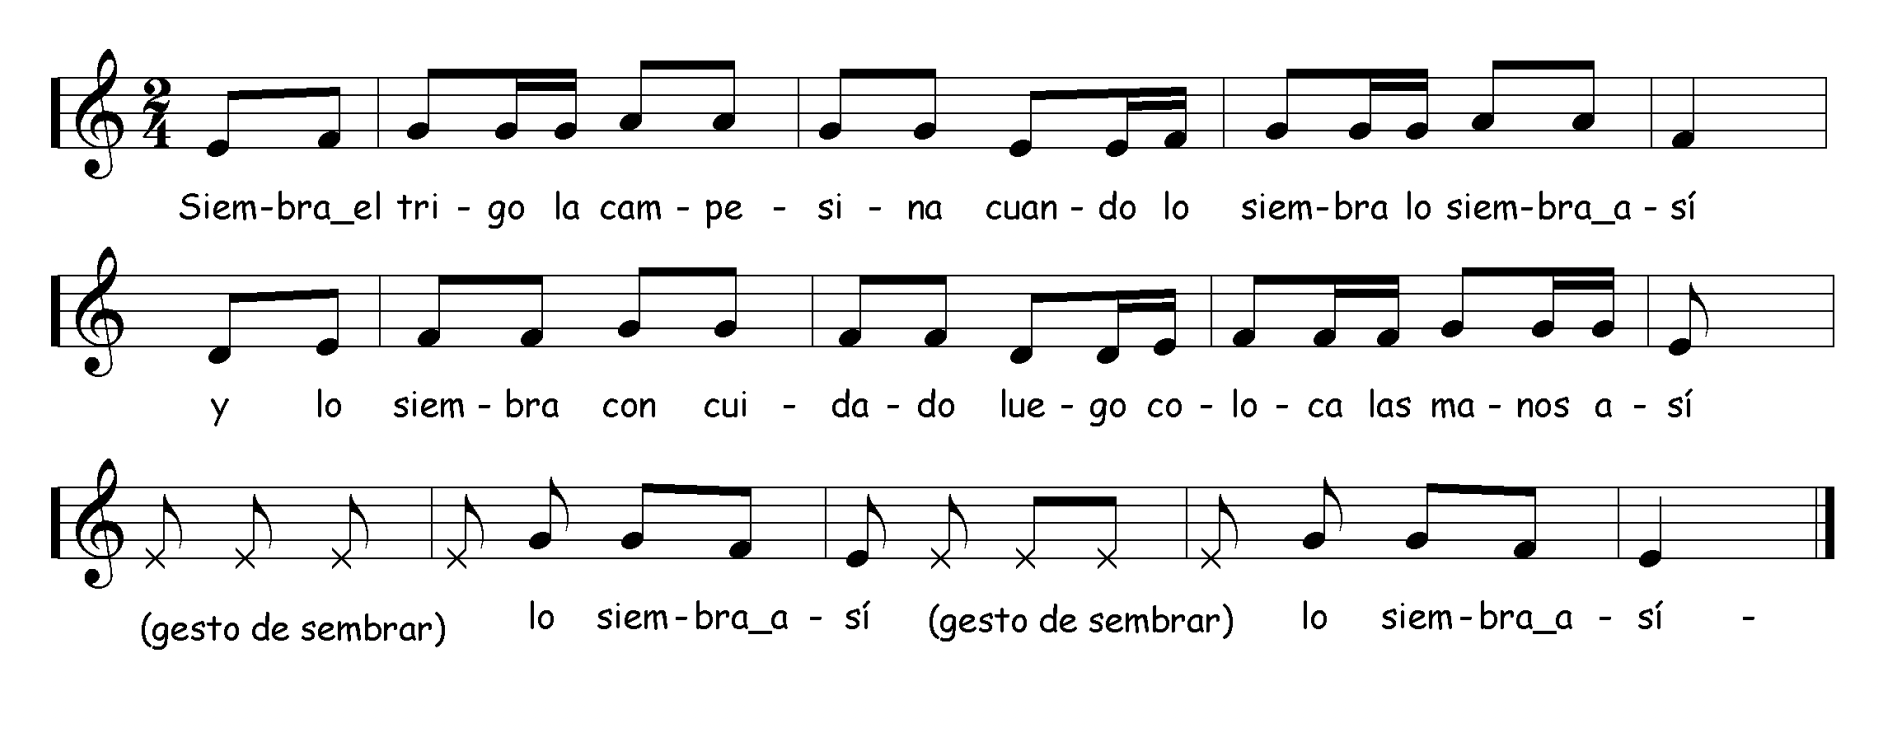 2
4
Siem-bra_el tri - go la cam - pe - si - na cuan - do lo siem-bra lo siem-bra_a - sí
y lo siem - bra con cui - da - do lue - go co - lo - ca las ma - nos a - sí
(gesto de sembrar) lo siem-bra_a - sí (gesto de sembrar) lo siem-bra_a - sí -